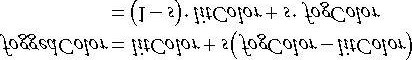 foggedColor = litColor + s(fogColor − litColor)
= (1 − s) · litColor + s · fogColor